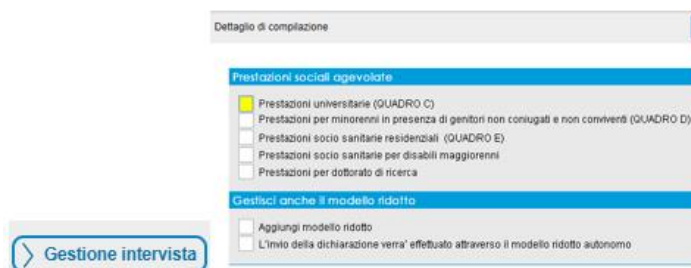 Dettaglio di compilazione
Prestazioni sociali agevolate
Prestazioni universitarie (QUADRO C)
Prestazioni per minorenni in presenza di genitori non coniugati e non conviventi (QUADRO D)
Prestazioni socio sanitarie residenziali (QUADRO E)
Prestazioni socio sanitarie per disabili maggiorenni
Prestazioni per dottorato di ricerca
Gestisci anche il modello ridotto
Aggiungi modello ridotto
L'invio della dichiarazione verra' effettuato attraverso il modello ridotto autonomo
Gestione intervista